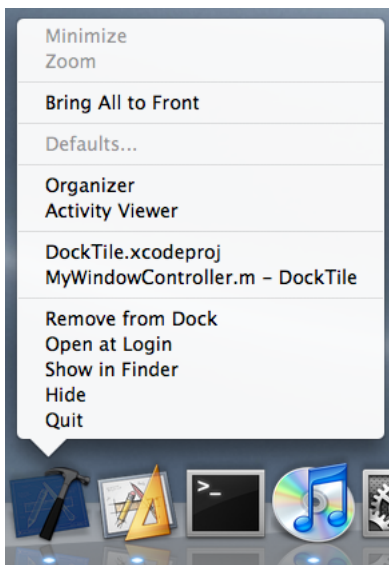 Minimize
Zoom
Bring All to Front
Defaults...
Organizer
Activity Viewer
DockTile.xcodeproj
MyWindowController.m – DockTile
Remove from Dock
Open at Login
Show in Finder
Hide
Quit
>_